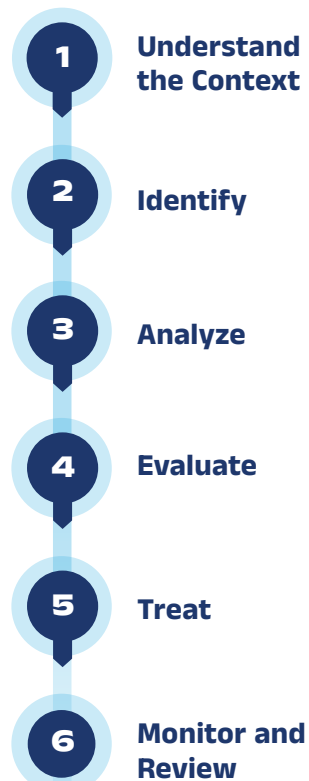 1
Understand
the Context
2
Identify
3
Analyze
4
Evaluate
5
Treat
6
Monitor and
Review